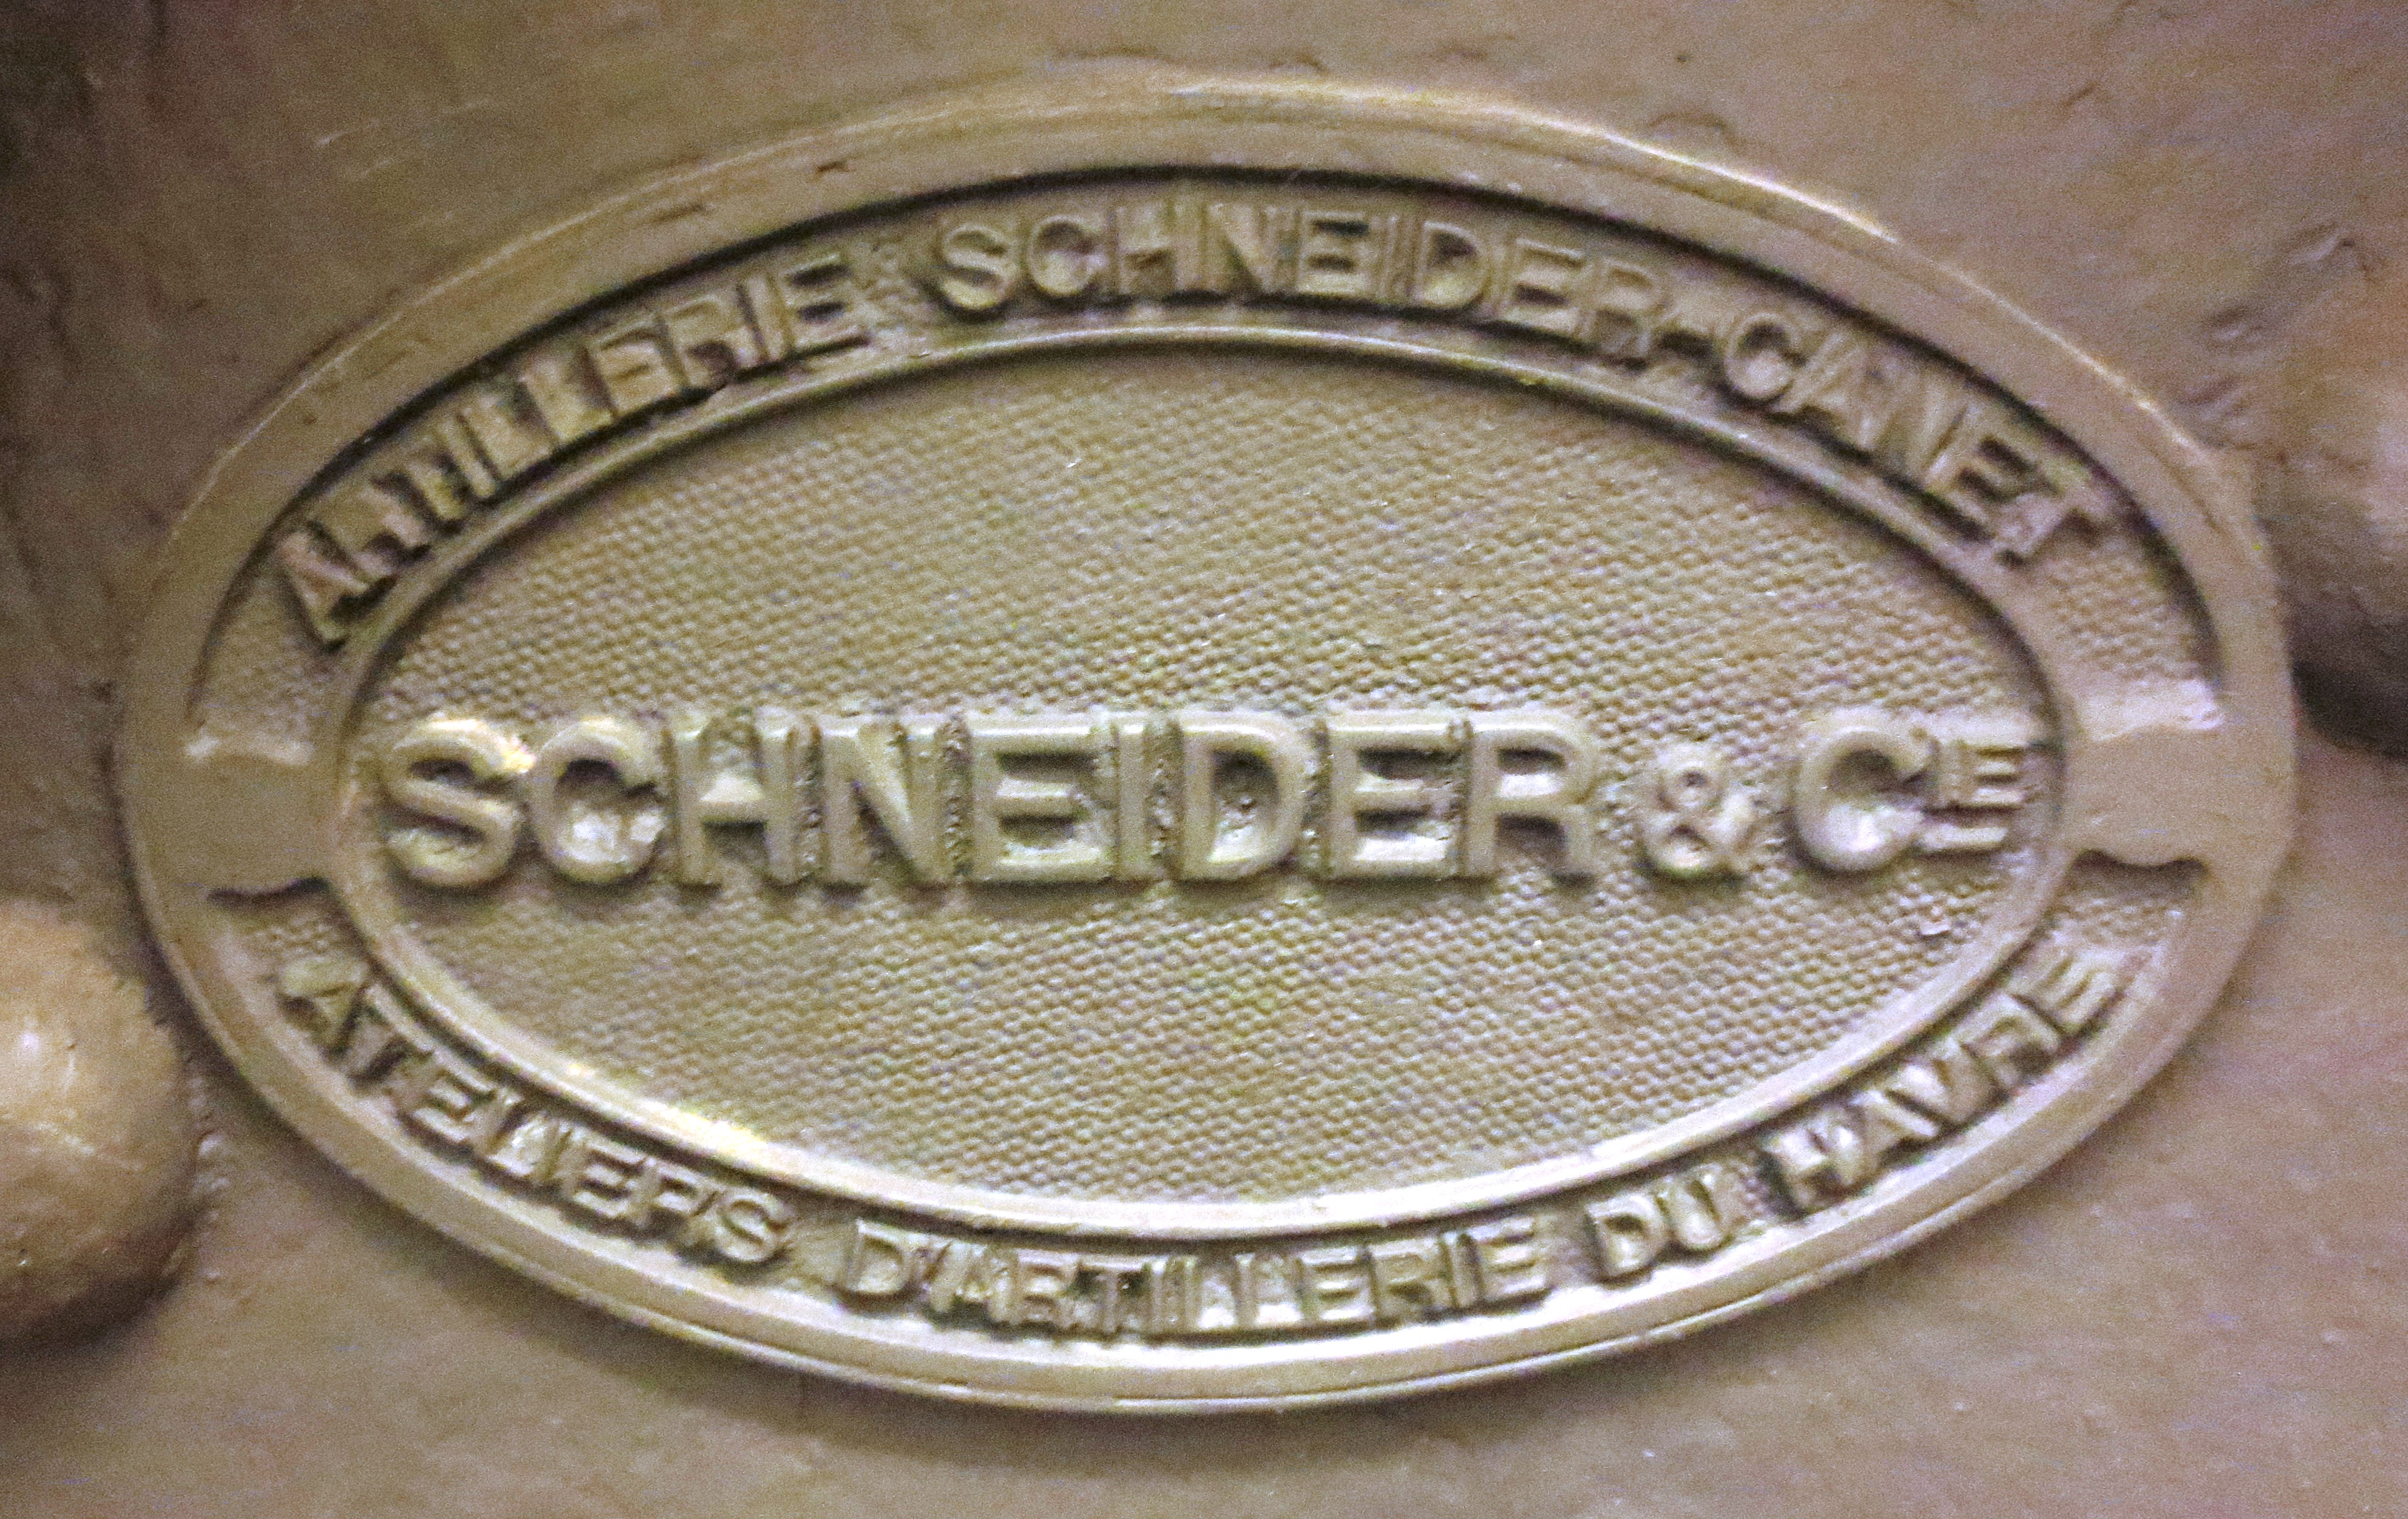 ARTILLERIE SCHNEIDER-CANET
SCHNEIDER & CIE
ATELIERS D'ARTILLERIE DU HAVRE